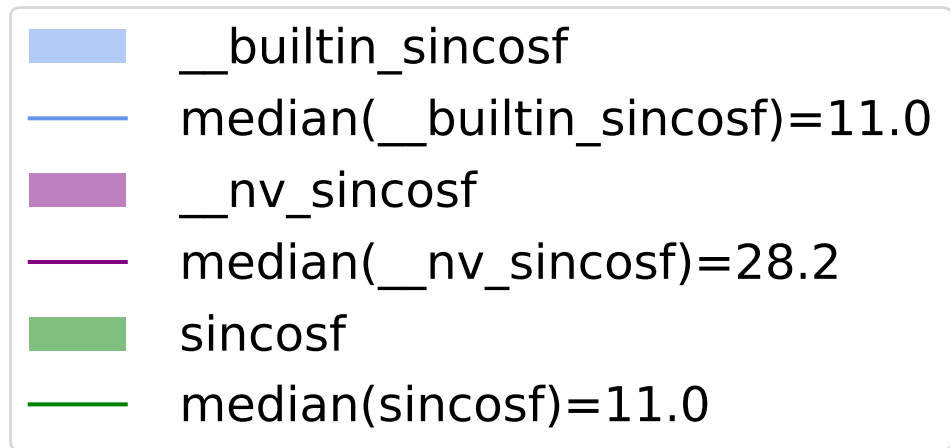 __builtin_sincosf
median(__builtin_sincosf)=11.0
__nv_sincosf
median(__nv_sincosf)=28.2
sincosf
median(sincosf)=11.0